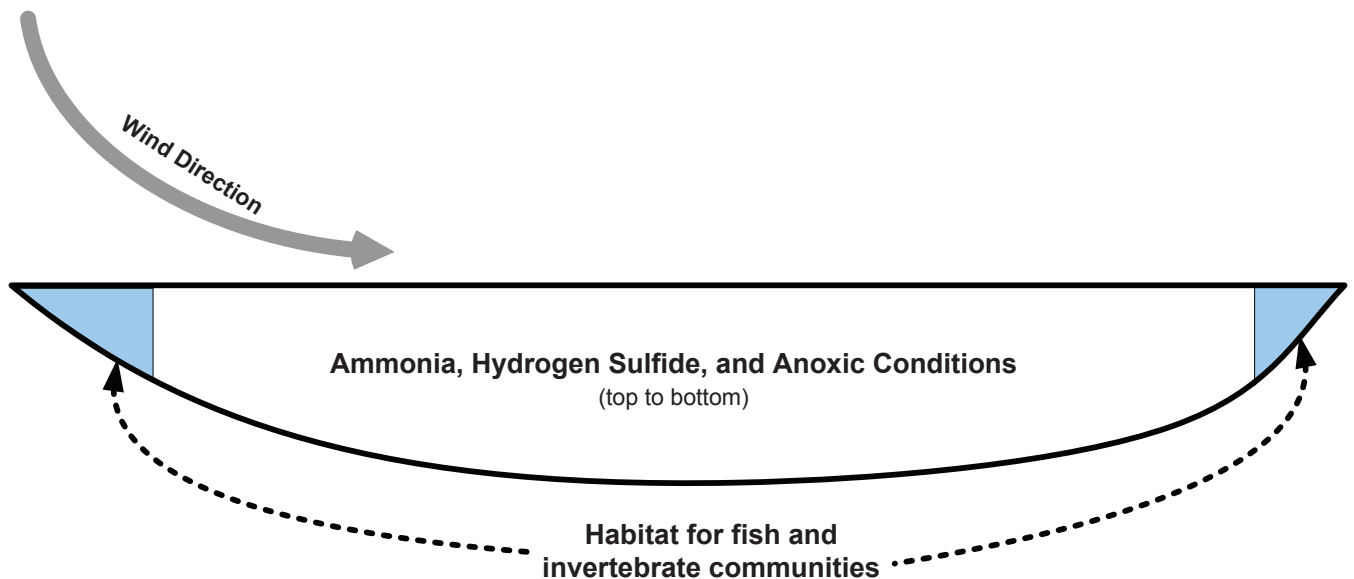 Wind Direction
Ammonia, Hydrogen Sulfide, and Anoxic Conditions
(top to bottom)
Habitat for fish and
invertebrate communities